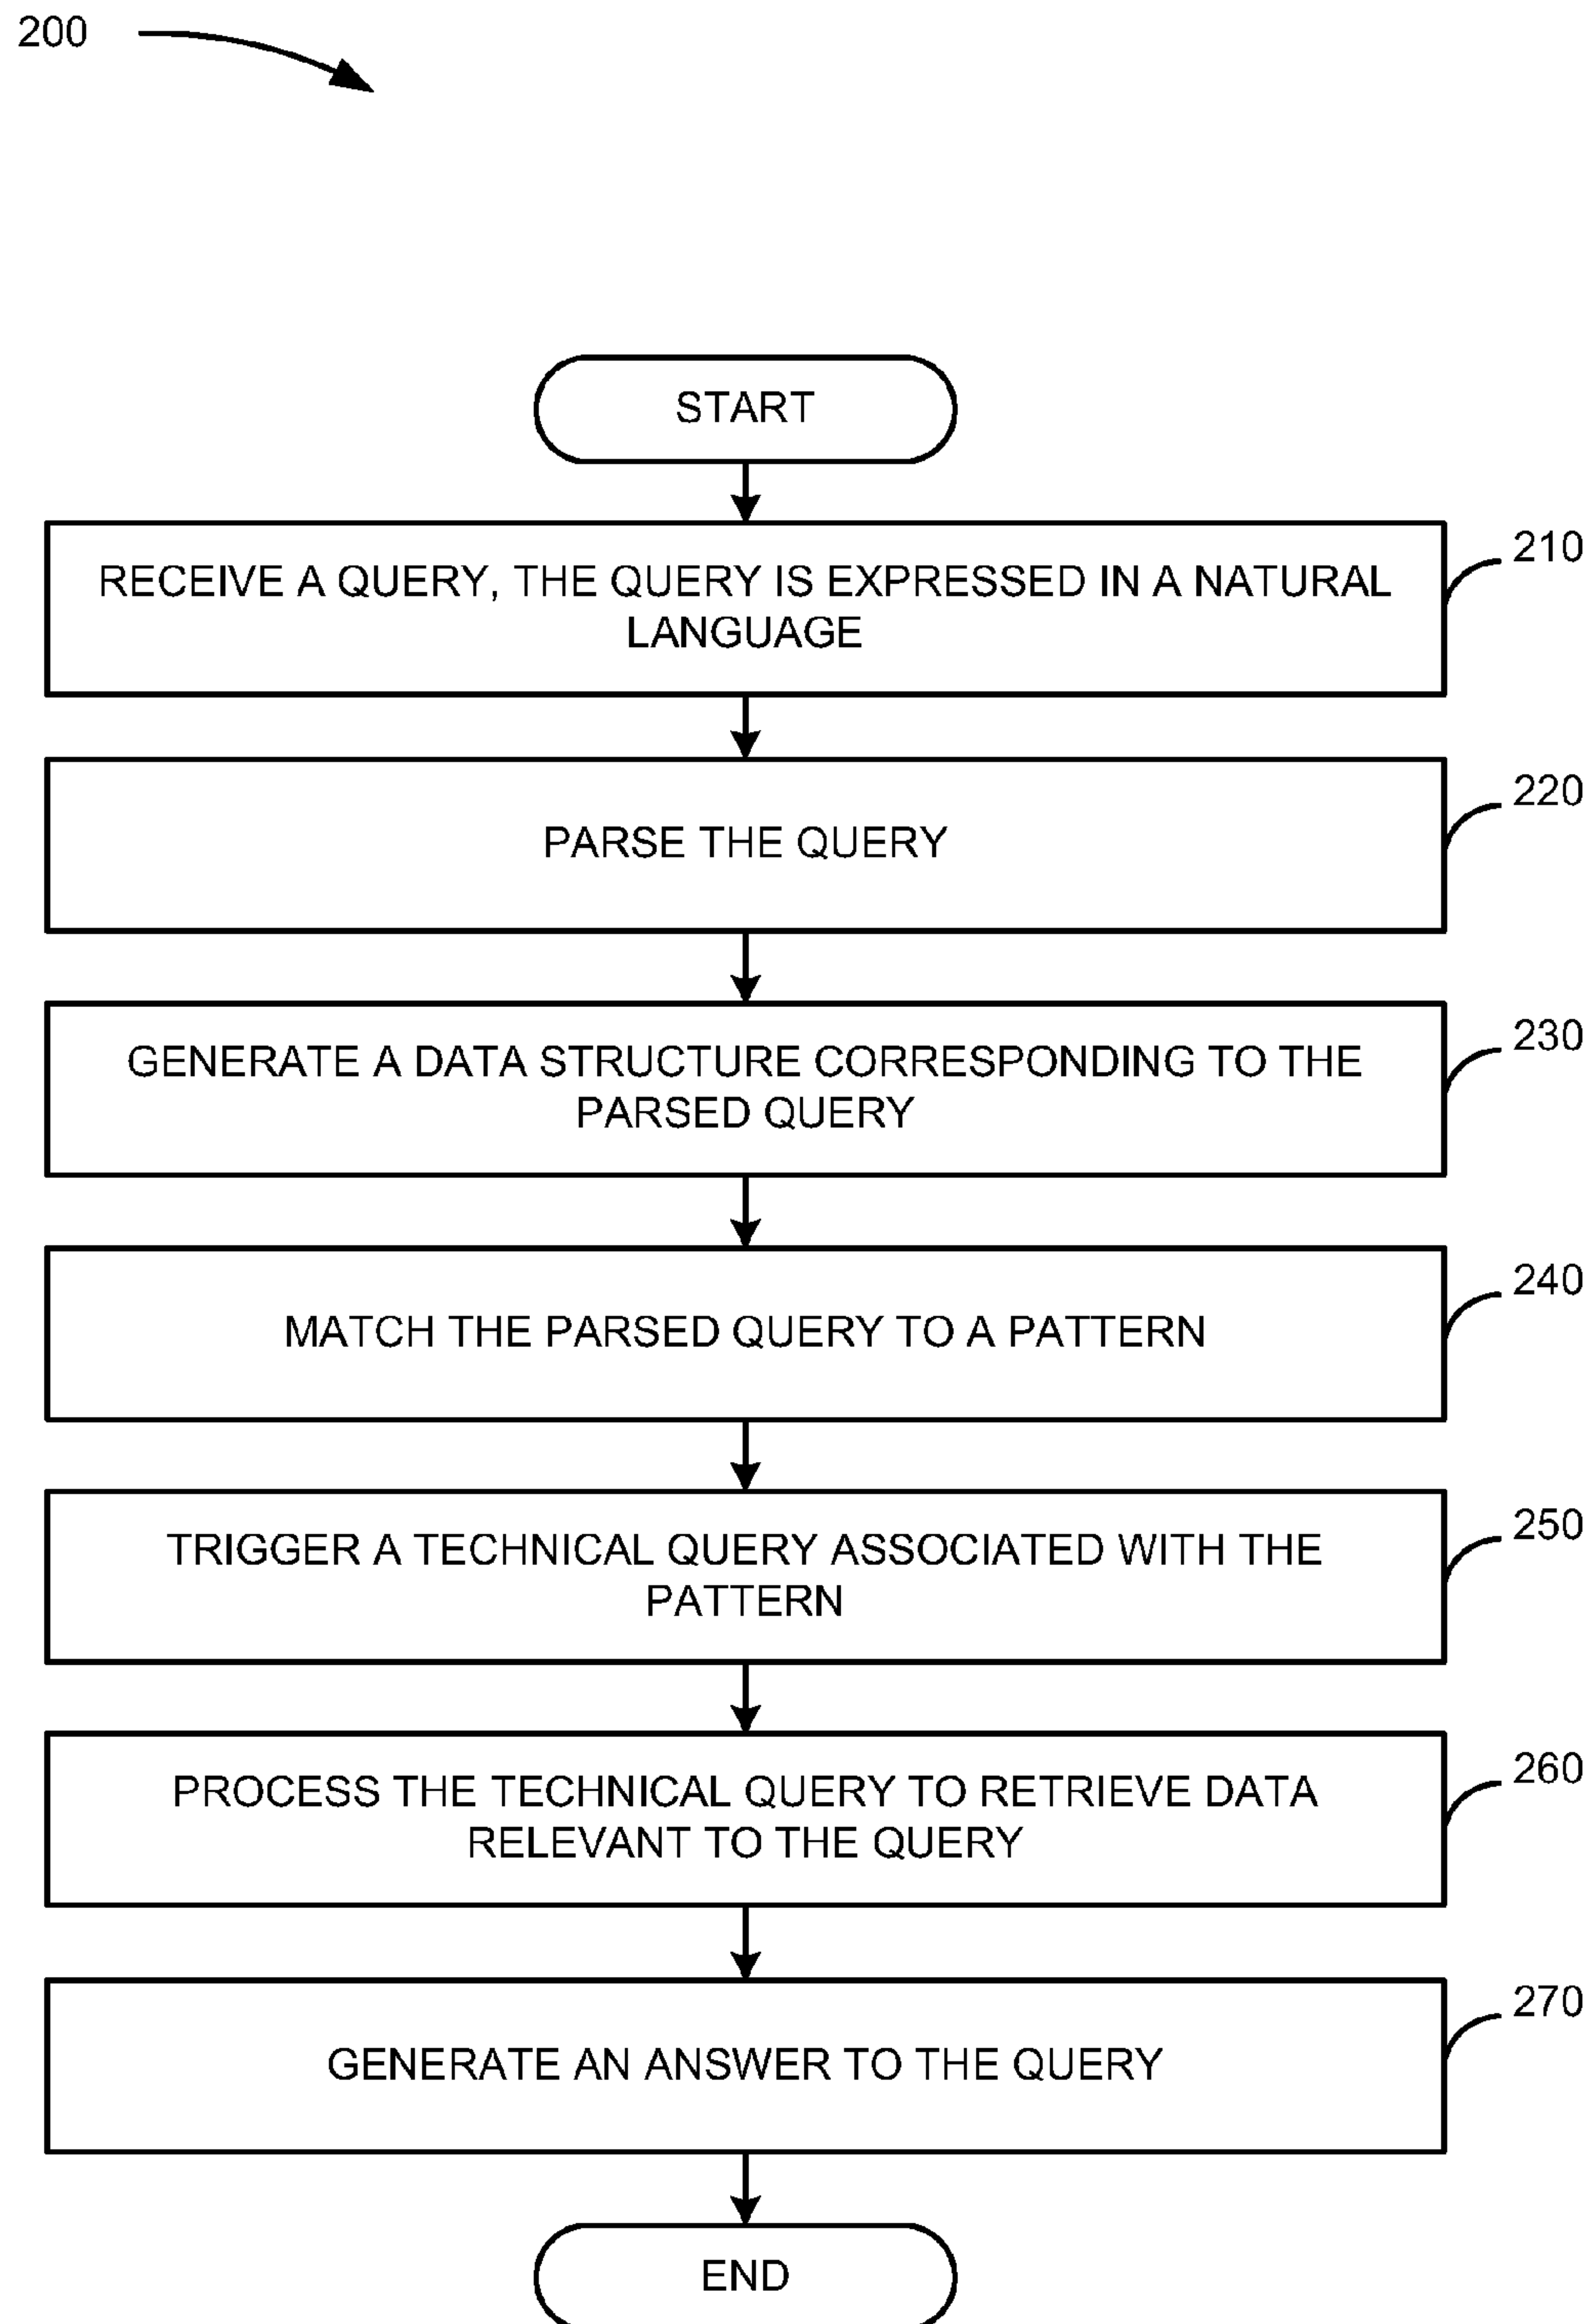 200
START
RECEIVE A QUERY, THE QUERY IS EXPRESSED IN A NATURAL
LANGUAGE
210
PARSE THE QUERY
220
GENERATE A DATA STRUCTURE CORRESPONDING TO THE
PARSED QUERY
230
MATCH THE PARSED QUERY TO A PATTERN
240
TRIGGER A TECHNICAL QUERY ASSOCIATED WITH THE
PATTERN
250
PROCESS THE TECHNICAL QUERY TO RETRIEVE DATA
RELEVANT TO THE QUERY
260
GENERATE AN ANSWER TO THE QUERY
270
END